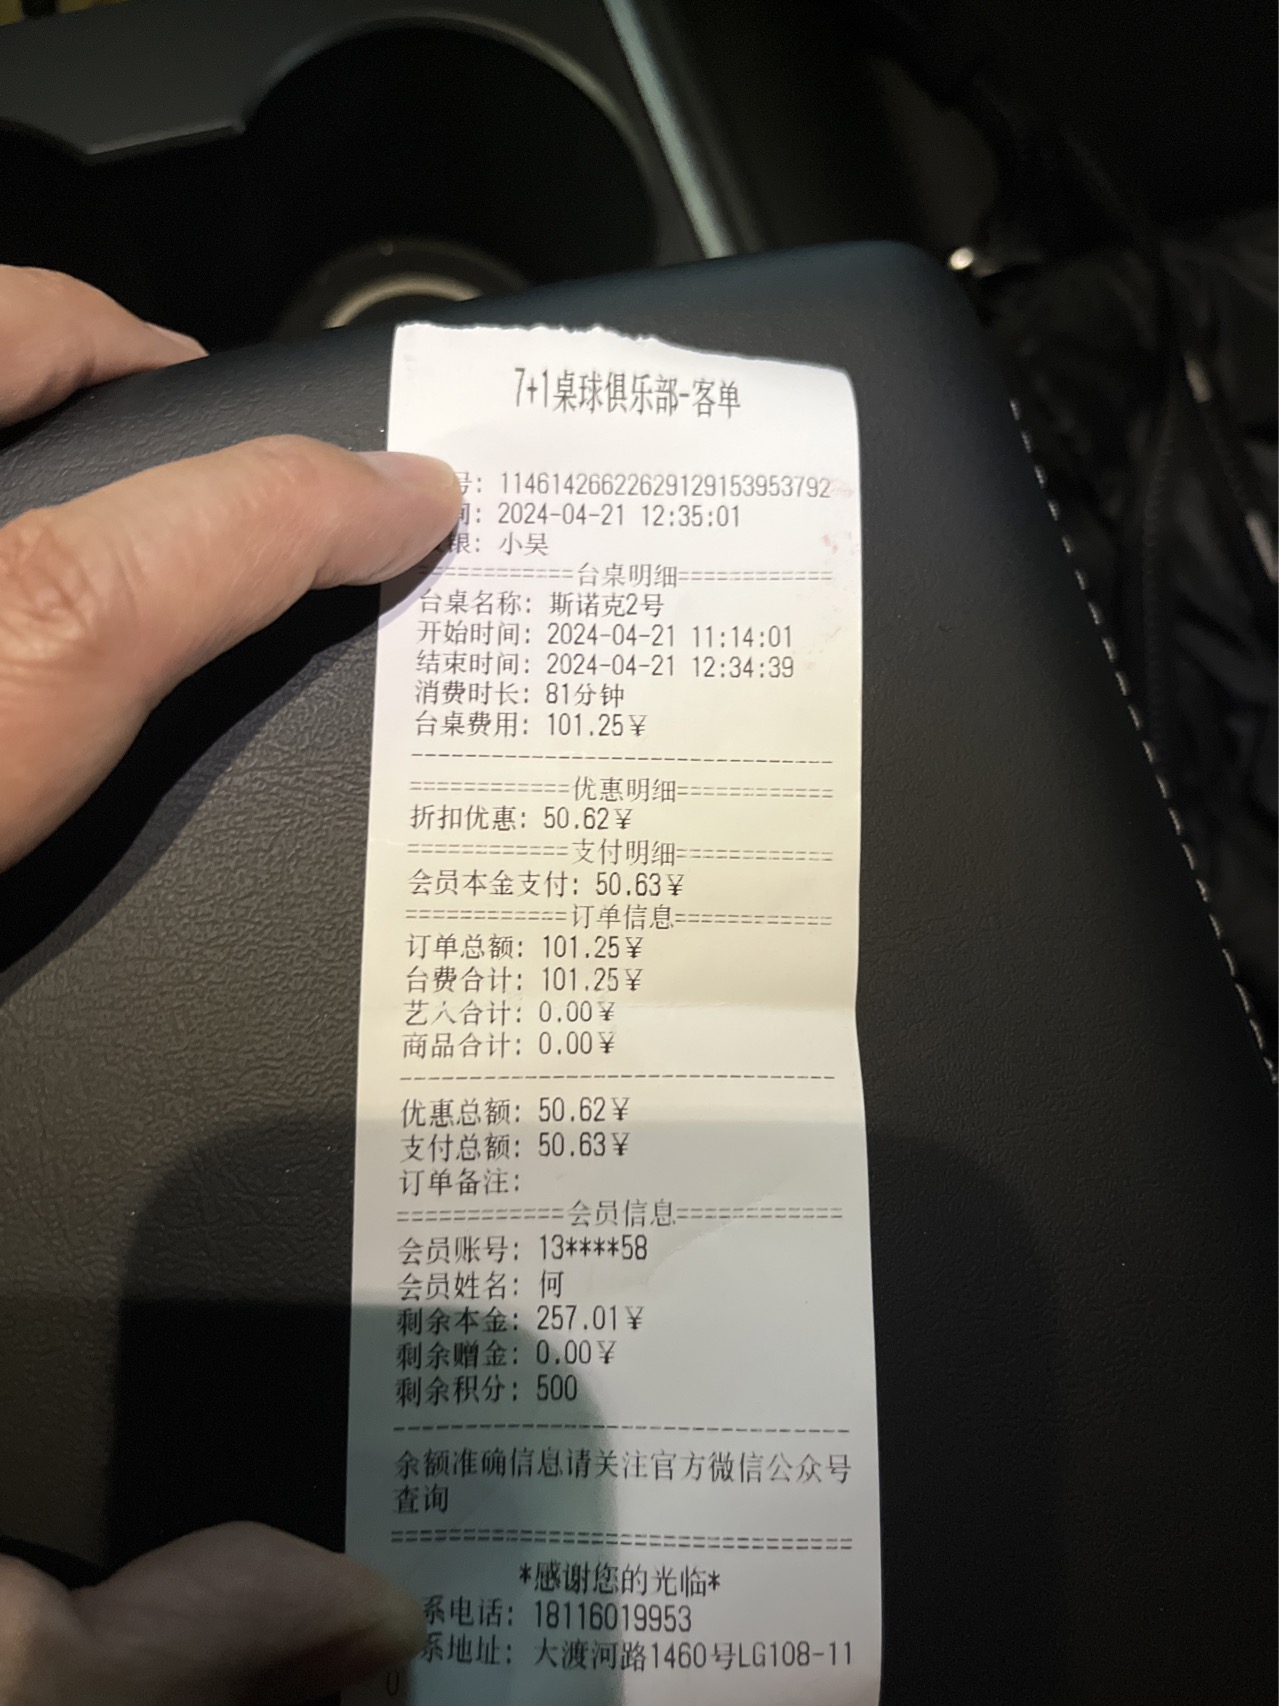 7+1桌球俱乐部-客单
号: 11461426622629129153953792
间: 2024-04-21 12:35:01
银: 小吴
============台桌明细============
台桌名称: 斯诺克2号
开始时间: 2024-04-21 11:14:01
结束时间: 2024-04-21 12:34:39
消费时长: 81分钟
台桌费用: 101.25¥
--------------------------------
============优惠明细============
折扣优惠: 50.62¥
============支付明细============
会员本金支付: 50.63¥
============订单信息============
订单总额: 101.25¥
台费合计: 101.25¥
艺人合计: 0.00¥
商品合计: 0.00¥
--------------------------------
优惠总额: 50.62¥
支付总额: 50.63¥
订单备注:
============会员信息============
会员账号: 13****58
会员姓名: 何
剩余本金: 257.01¥
剩余赠金: 0.00¥
剩余积分: 500
--------------------------------
余额准确信息请关注官方微信公众号
查询
================================
*感谢您的光临*
系电话: 18116019953
系地址: 大渡河路1460号LG108-11
0